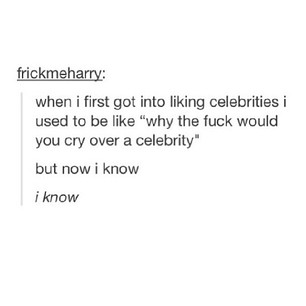 frickmeharry:
when i first got into liking celebrities i
used to be like “why the fuck would
you cry over a celebrity"
but now i know
i know